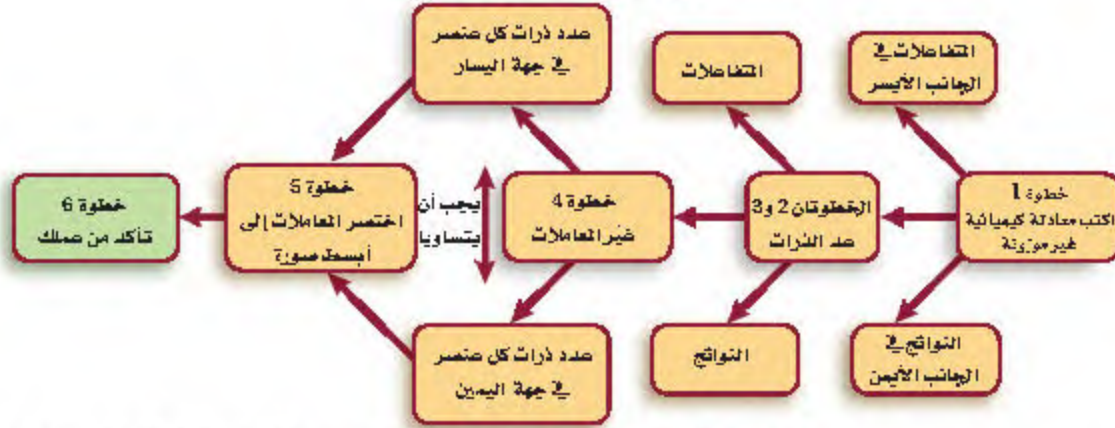 خطوة 1
اكتب معادلة كيميائية
غير موزونة
المتفاعلات في
الجانب الأيسر
النواتج في
الجانب الأيمن
الخطوتان 2 و3
عد الذرات
المتفاعلات
النواتج
خطوة 4
غيّر المعاملات
عدد ذرات كل عنصر
في جهة اليسار
يجب أن
يتساويا
عدد ذرات كل عنصر
في جهة اليمين
خطوة 5
اختصر المعاملات إلى
أبسط صورة
خطوة 6
تأكد من عملك